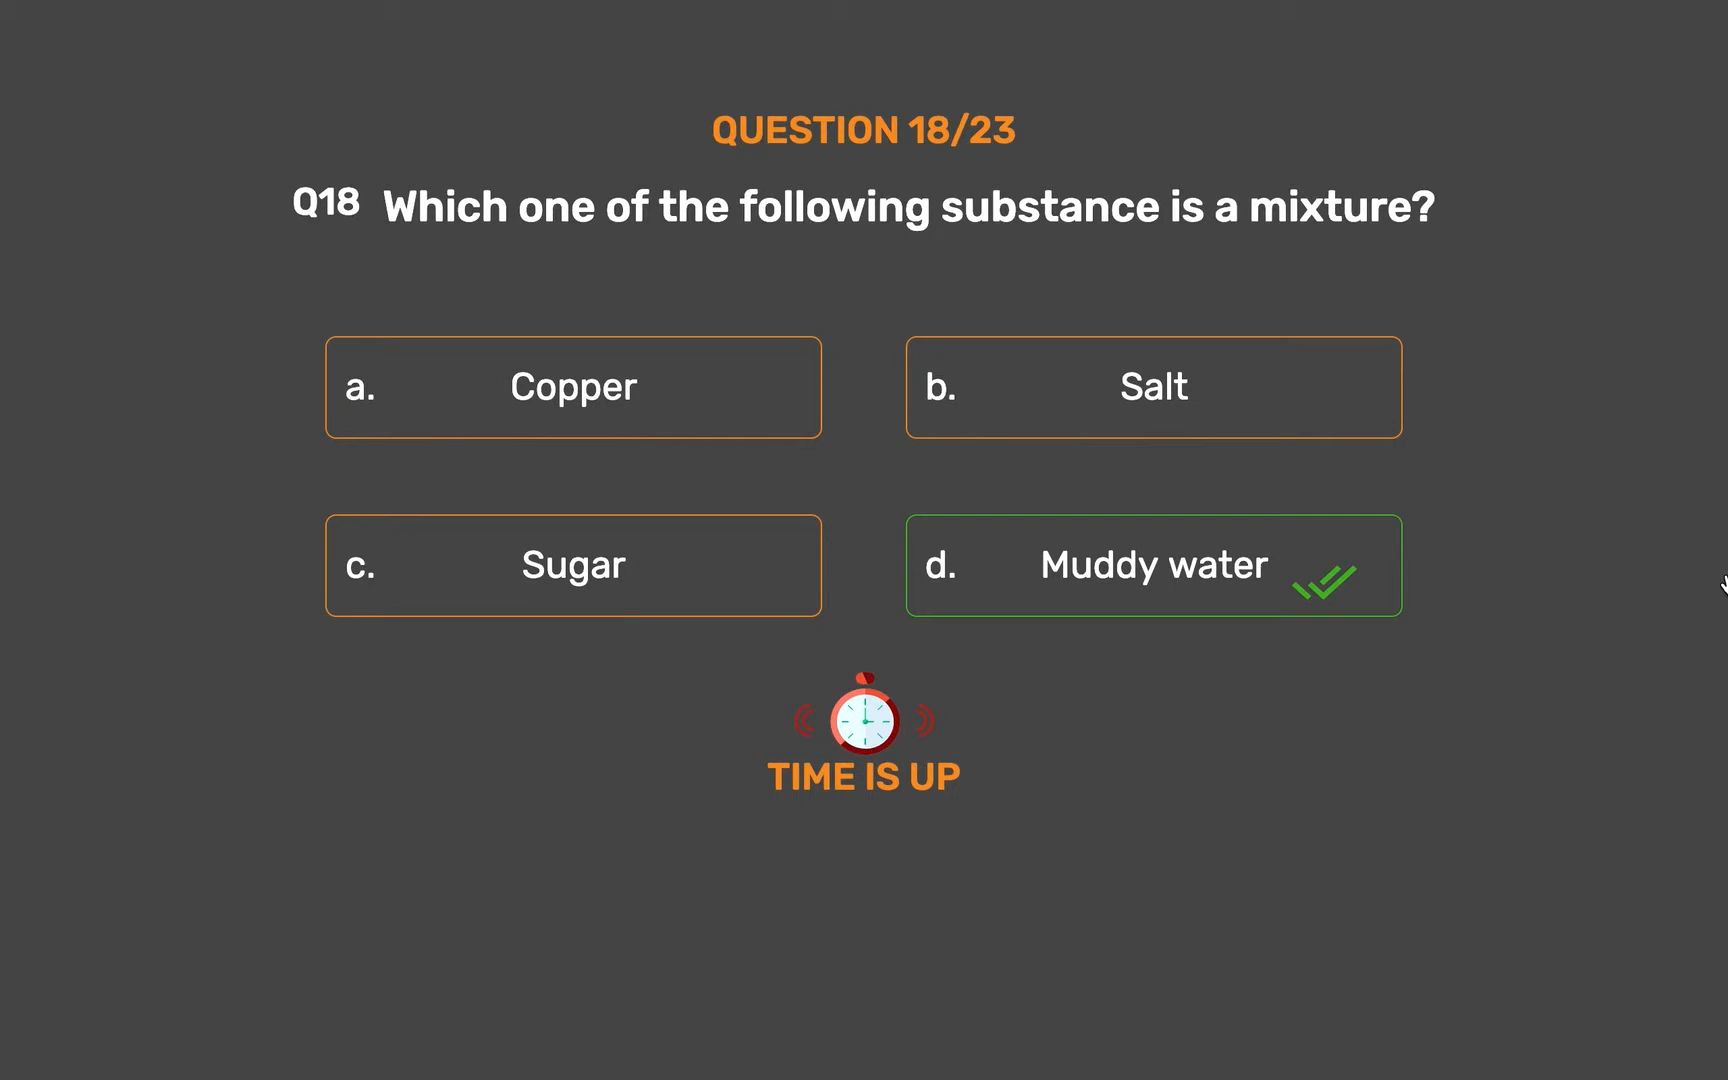 QUESTION 18/23
Q18 Which one of the following substance is a mixture?
a. Copper
b. Salt
c. Sugar
d. Muddy water
TIME IS UP